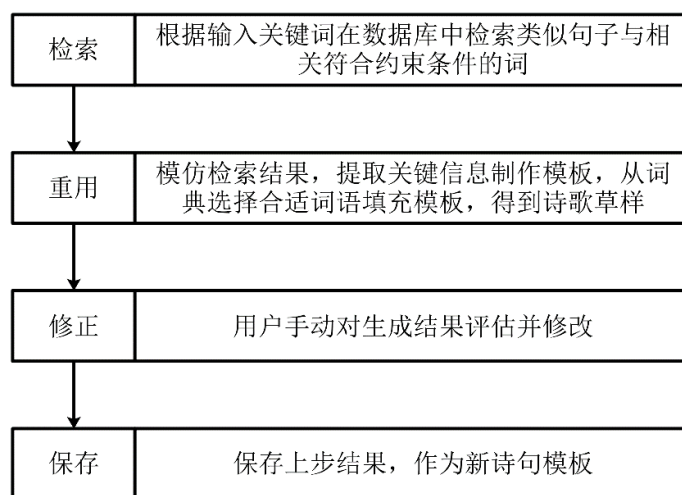 检索
根据输入关键词在数据库中检索类似句子与相
关符合约束条件的词
重用
模仿检索结果，提取关键信息制作模板，从词
典选择合适词语填充模板，得到诗歌草样
修正
用户手动对生成结果评估并修改
保存
保存上步结果，作为新诗句模板